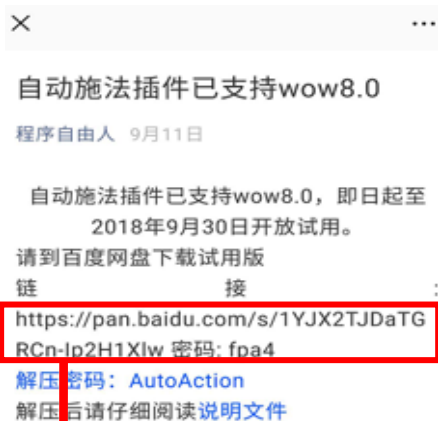 自动施法插件已支持wow8.0
程序自由人 9月11日
自动施法插件已支持wow8.0，即日起至
2018年9月30日开放试用。
请到百度网盘下载试用版
链 接 :
https://pan.baidu.com/s/1YJX2TJDaTG
RCn-Ip2H1Xlw 密码: fpa4
解压密码：AutoAction
解压后请仔细阅读说明文件